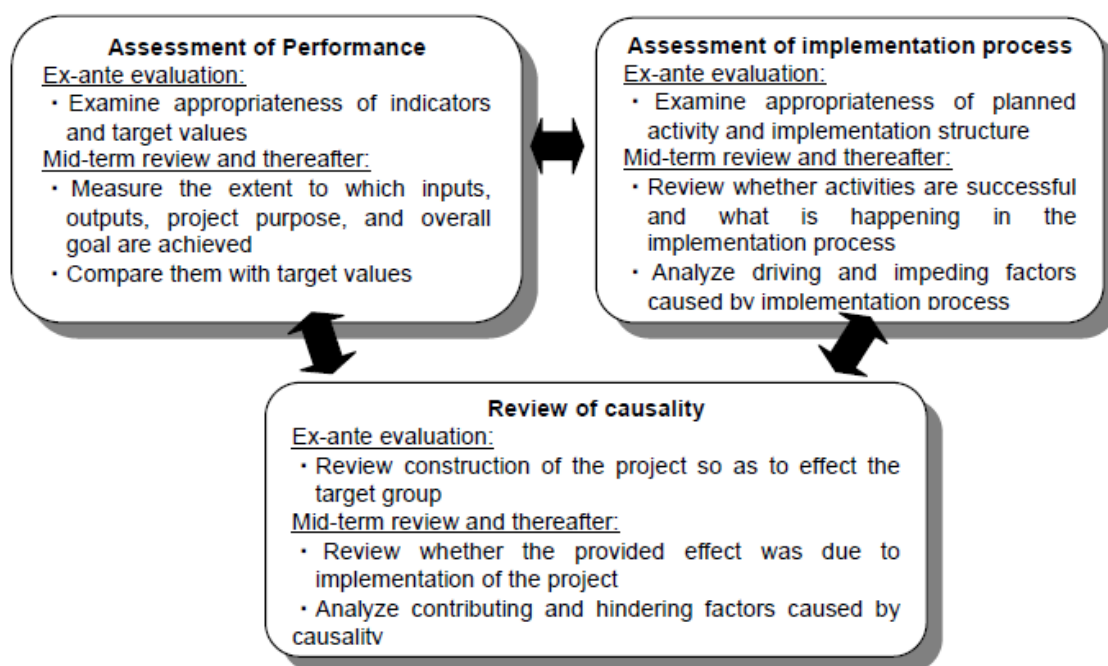 Assessment of Performance
Ex-ante evaluation:
・Examine appropriateness of indicators
and target values
Mid-term review and thereafter:
・Measure the extent to which inputs,
outputs, project purpose, and overall
goal are achieved
・Compare them with target values
Assessment of implementation process
Ex-ante evaluation:
・Examine appropriateness of planned
activity and implementation structure
Mid-term review and thereafter:
・Review whether activities are successful
and what is happening in the
implementation process
・Analyze driving and impeding factors
caused by implementation process
Review of causality
Ex-ante evaluation:
・Review construction of the project so as to effect the
target group
Mid-term review and thereafter:
・Review whether the provided effect was due to
implementation of the project
・Analyze contributing and hindering factors caused by
causality